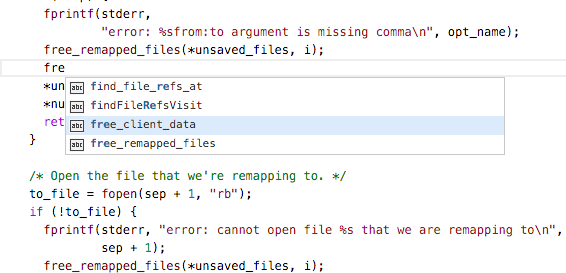 fprintf(stderr,
"error: %sfrom:to argument is missing comma\n", opt_name);
free_remapped_files(*unsaved_files, i);
fre
*un
abc find_file_refs_at
*nu
abc findFileRefsVisit
ret
abc free_client_data
}
abc free_remapped_files
/* Open the file that we're remapping to. */
to_file = fopen(sep + 1, "rb");
if (!to_file) {
fprintf(stderr, "error: cannot open file %s that we are remapping to\n",
sep + 1);
free_remapped_files(*unsaved_files, i);